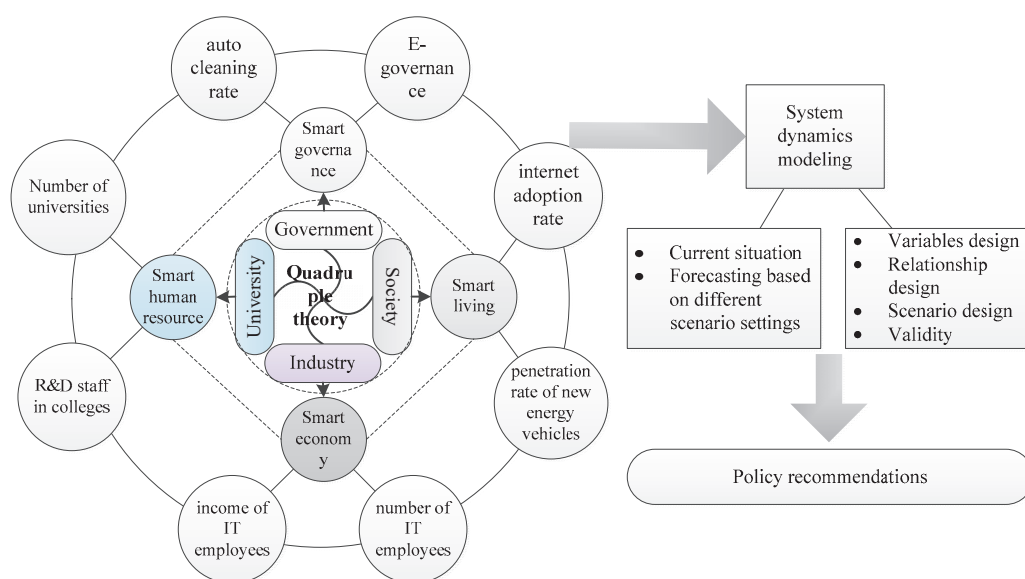 auto
cleaning
rate
E-
governan
ce
Smart
governa
nce
Number of
universities
internet
adoption
rate
Government
University
Quadru
ple
theory
Society
Industry
Smart
human
resource
Smart
living
R&D staff
in colleges
Smart
econom
y
penetration
rate of new
energy
vehicles
income of
IT
employees
number of
IT
employees
System
dynamics
modeling
• Current situation
• Forecasting based
on different
scenario settings
• Variables design
• Relationship
design
• Scenario design
• Validity
Policy recommendations